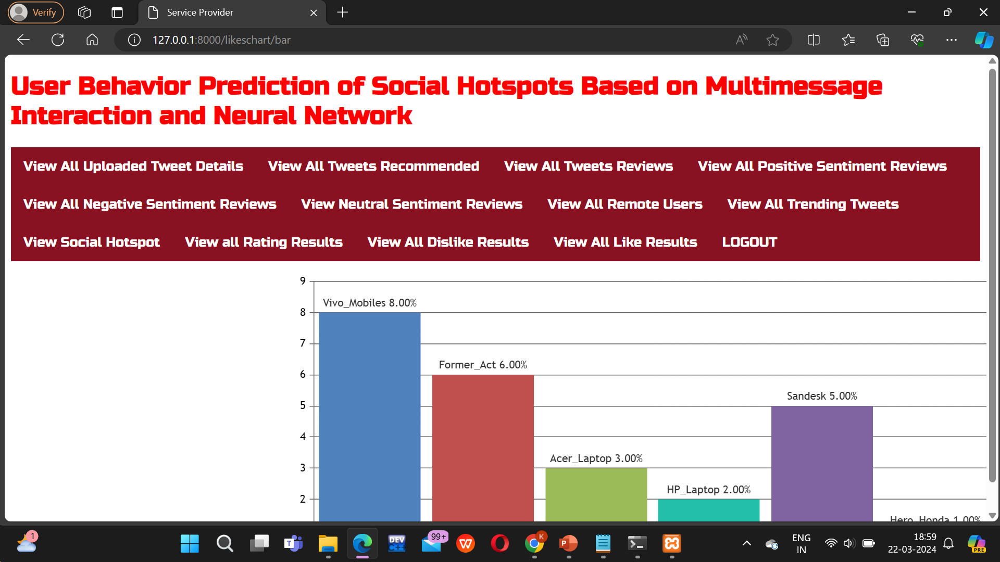 Verify
Service Provider
127.0.0.1:8000/likeschart/bar
User Behavior Prediction of Social Hotspots Based on Multimessage
Interaction and Neural Network
View All Uploaded Tweet Details View All Tweets Recommended View All Tweets Reviews View All Positive Sentiment Reviews
View All Negative Sentiment Reviews View Neutral Sentiment Reviews View All Remote Users View All Trending Tweets
View Social Hotspot View all Rating Results View All Dislike Results View All Like Results LOGOUT
9
Vivo_Mobiles 8.00%
8
7
Former_Act 6.00%
6
Sandesk 5.00%
5
4
Acer_Laptop 3.00%
3
HP_Laptop 2.00%
2
Hero_Honda 1.00%
1
T
DEV
C++
99+
W
K
P
ENG
IN
18:59
22-03-2024
PRE